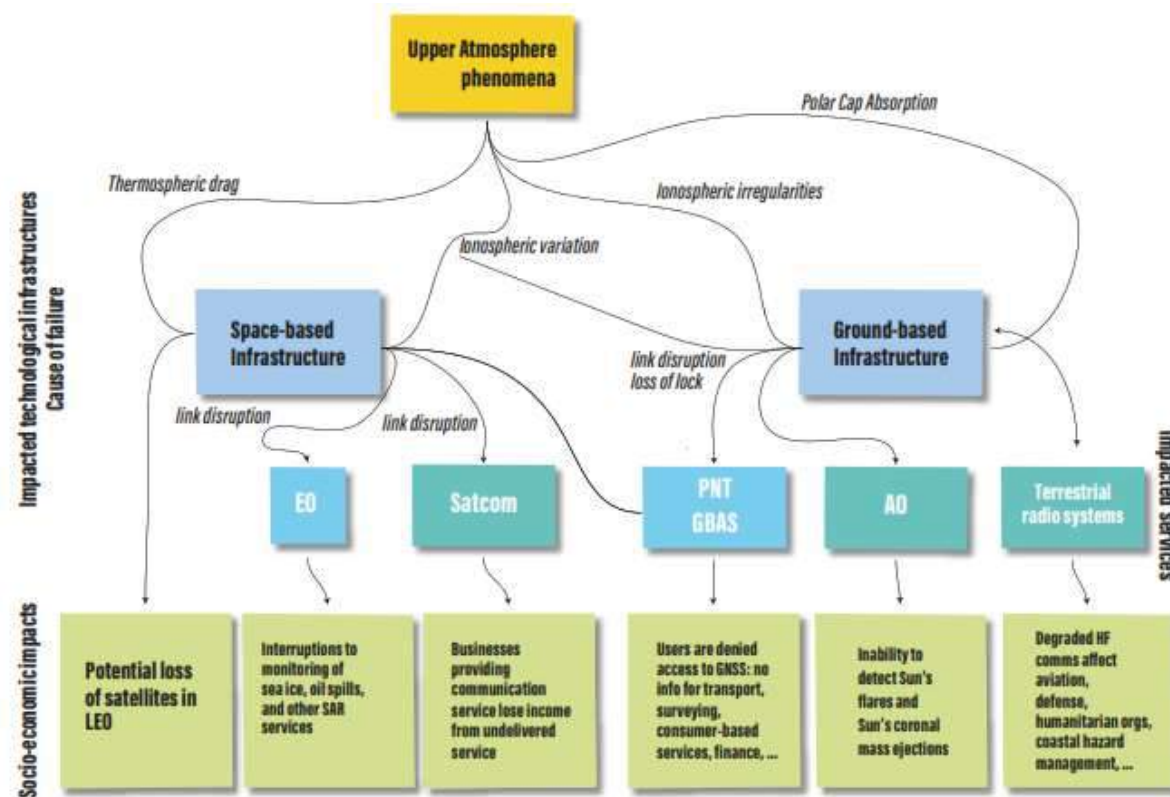 Upper Atmosphere
phenomena
Polar Cap Absorption
Thermospheric drag
Ionospheric irregularities
Ionospheric variation
Impacted technological infrastructures
Cause of failure
Space-based
Infrastructure
Ground-based
Infrastructure
link disruption
loss of lock
link disruption
link disruption
EO
Satcom
PNT
GBAS
AO
Terrestrial
radio systems
Impacted services
Socio-economic impacts
Potential loss
of satellites in
LEO
Interruptions to
monitoring of
sea ice, oil spills,
and other SAR
services
Businesses
providing
communication
service lose income
from undelivered
service
Users are denied
access to GNSS: no
info for transport,
surveying,
consumer-based
services, finance, ...
Inability to
detect Sun's
flares and
Sun's coronal
mass ejections
Degraded HF
comms affect
aviation,
defense,
humanitarian orgs,
coastal hazard
management, ...